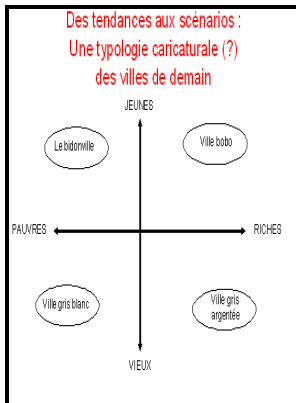 Des tendances aux scénarios :
Une typologie caricaturale (?)
des villes de demain
JEUNES
Le bidonville
Ville bobo
PAUVRES
RICHES
Ville gris blanc
Ville gris
argentée
VIEUX